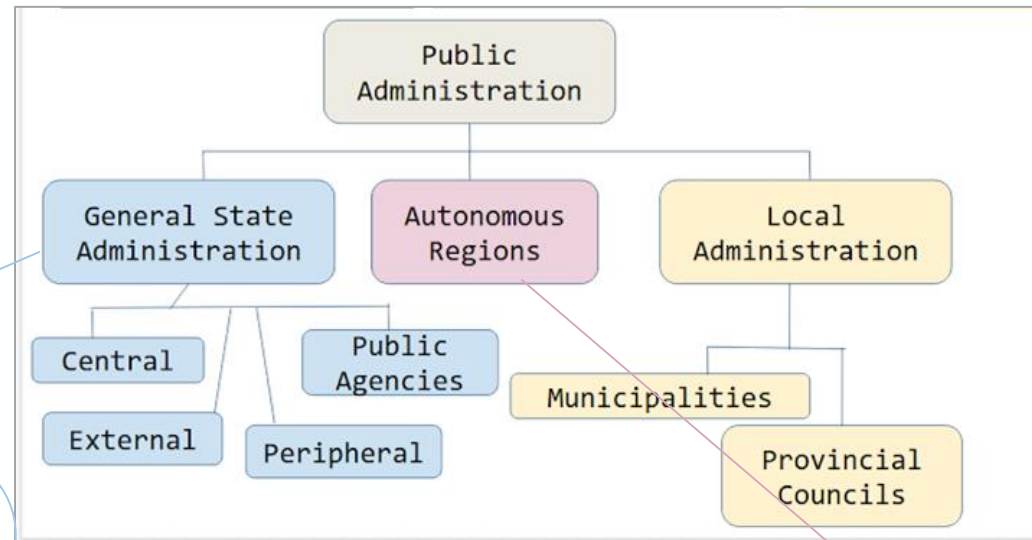 Public
Administration
General State
Administration
Autonomous
Regions
Local
Administration
Central
Public
Agencies
External
Peripheral
Municipalities
Provincial
Councils